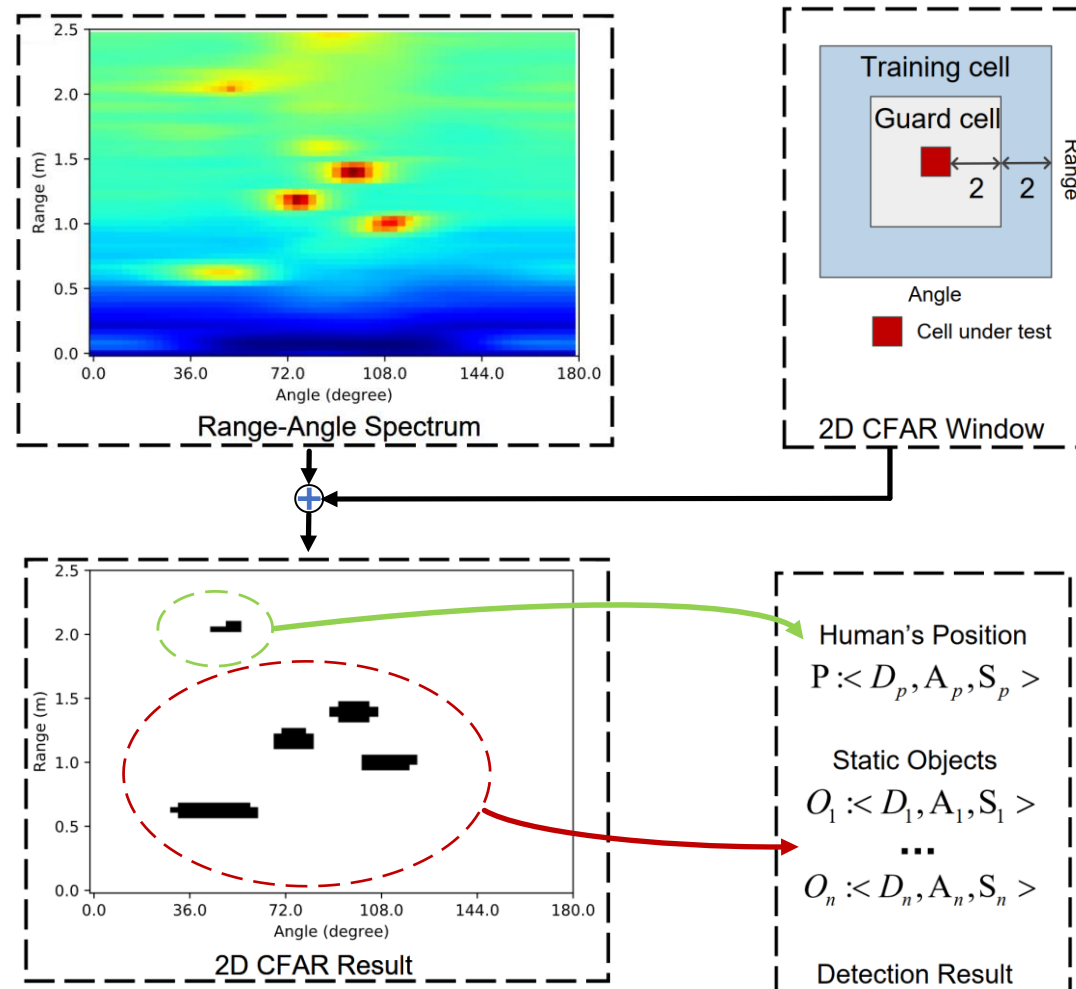 2.5
2.0
1.5
1.0
0.5
0.0
Range (m)
0.0 36.0 72.0 108.0 144.0 180.0
Angle (degree)
Range-Angle Spectrum
Training cell
Guard cell
2 2
Range
Angle
Cell under test
2D CFAR Window
2.5
2.0
1.5
1.0
0.5
0.0
Range (m)
0.0 36.0 72.0 108.0 144.0 180.0
Angle (degree)
2D CFAR Result
Human's Position
P:< D_p, A_p, S_p >
Static Objects
O_1:< D_1, A_1, S_1 >
...
O_n:< D_n, A_n, S_n >
Detection Result